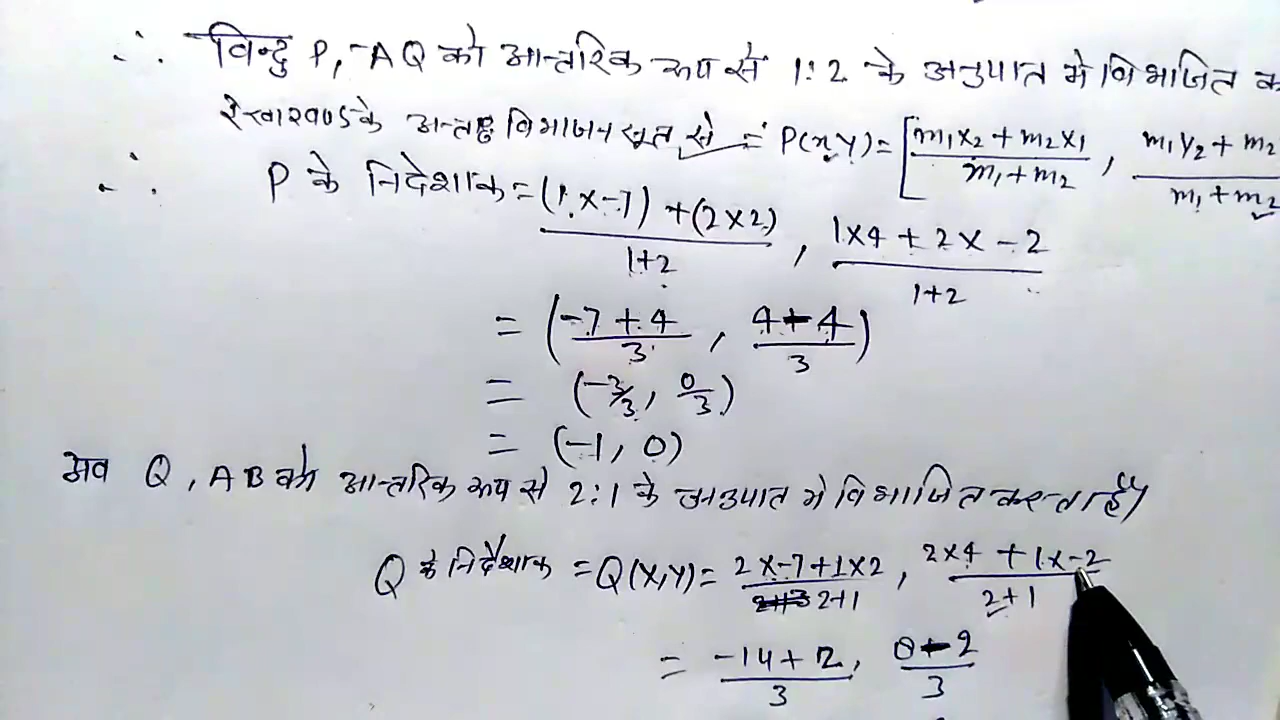 ∴ विन्दु P, AQ को आन्तरिक रूप से 1:2 के अनुपात मे विभाजित क
रेखाखण्ड के अन्तः विभाजन सूत्र से = P(x,y) = [(m₁x₂ + m₂x₁)/(m₁+m₂), (m₁y₂ + m₂)/(m₁+m₂)
∴ P के निदेशांक = ((1×-7) + (2×2))/(1+2), (1×4 + 2×-2)/(1+2)
= ((-7+4)/3, (4-4)/3)
= (-3/3, 0/3)
= (-1, 0)
अब Q, AB को आन्तरिक रूप से 2:1 के अनुपात मे विभाजित करता है।
Q के निर्देशांक = Q(x,y) = (2×-7+1×2)/(2+1), (2×4+1×-2)/(2+1)
= (-14+2)/3, (8-2)/3